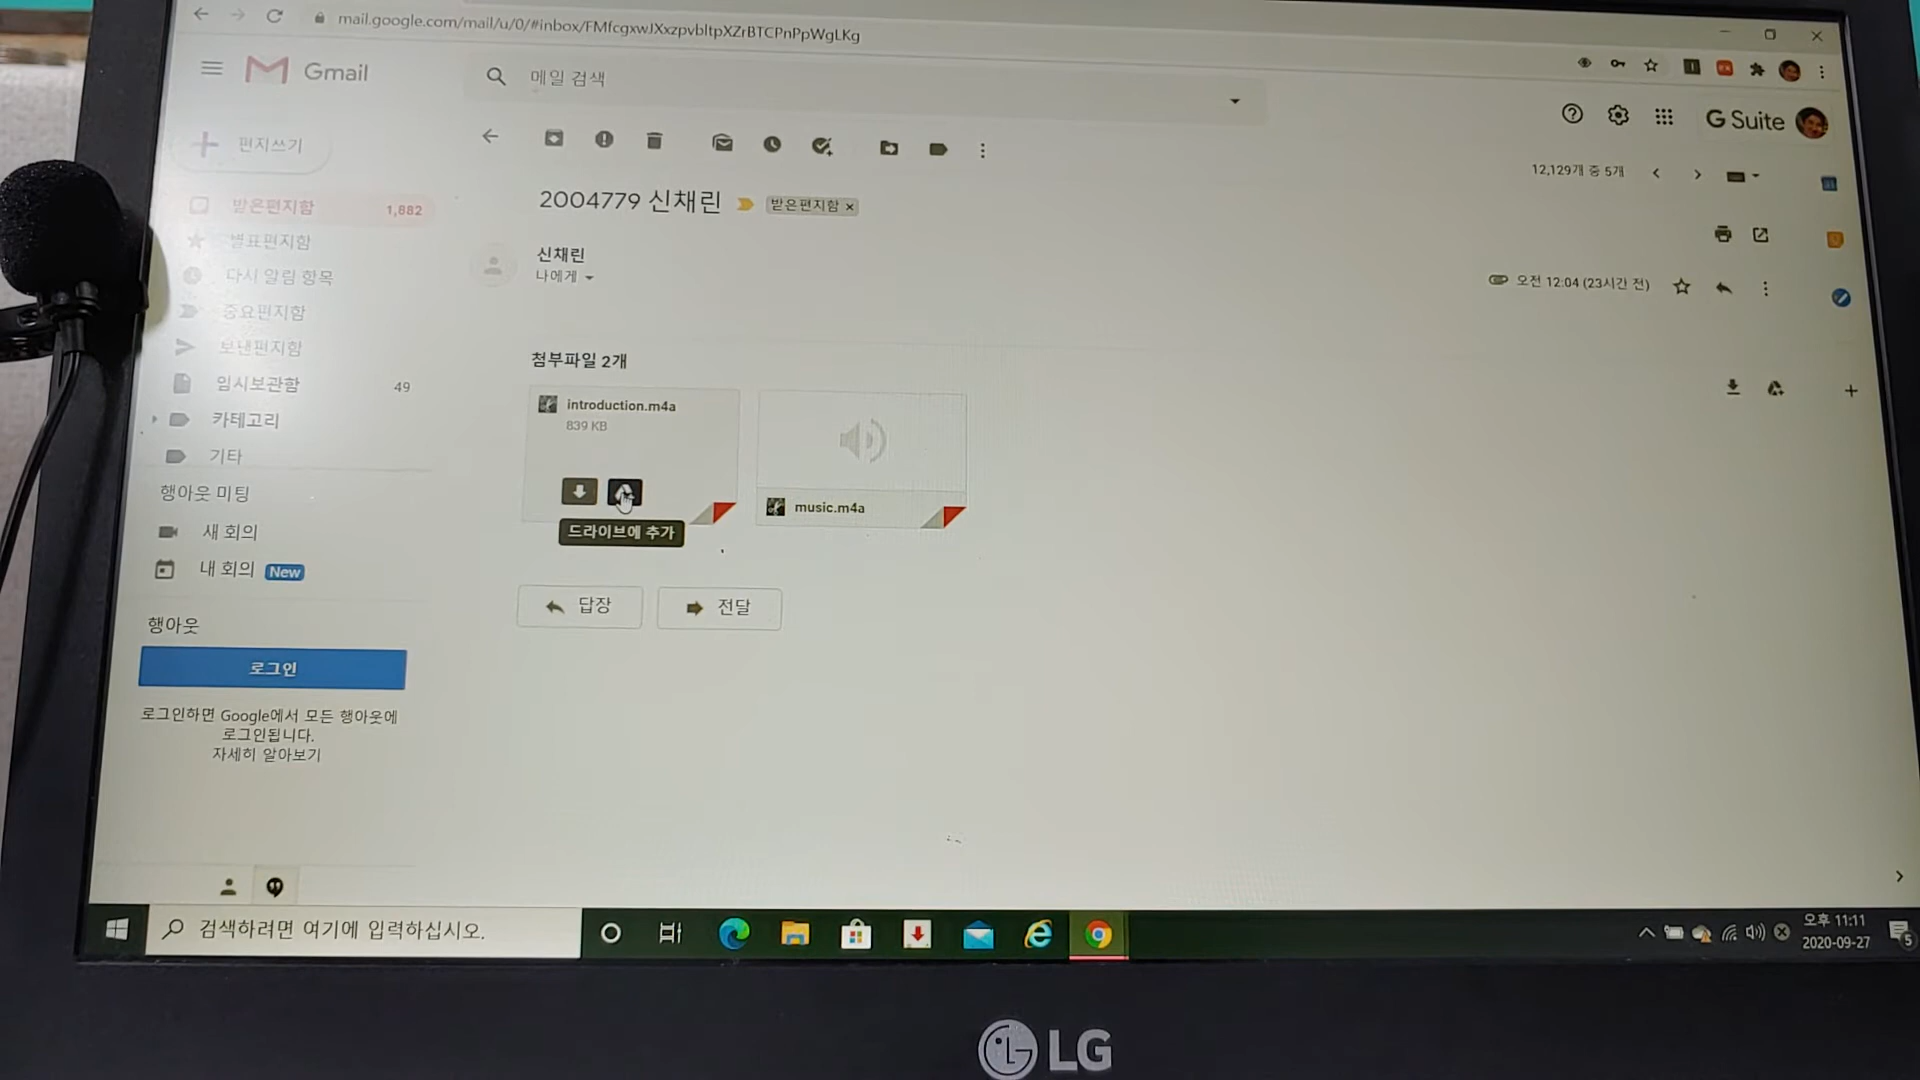 mail.google.com/mail/u/0/#inbox/FMfcgxwJXxzpvbltpXZrBTCPnPpWgLKg
Gmail
메일 검색
G Suite
편지쓰기
12,129개 중 5개
받은편지함 1,882
2004779 신채린
받은편지함 ×
별표편지함
다시 알림 항목
중요편지함
보낸편지함
임시보관함 49
카테고리
기타
신채린
나에게
오전 12:04 (23시간 전)
첨부파일 2개
introduction.m4a
839 KB
music.m4a
드라이브에 추가
답장
전달
행아웃 미팅
새 회의
내 회의 New
행아웃
로그인
로그인하면 Google에서 모든 행아웃에
로그인됩니다.
자세히 알아보기
검색하려면 여기에 입력하십시오.
오후 11:11
2020-09-27
5
LG